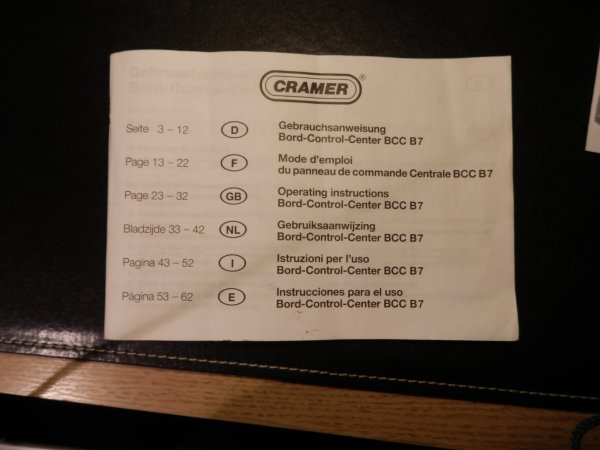 CRAMER®
Seite 3 – 12 D Gebrauchsanweisung
Bord-Control-Center BCC B7
Page 13 – 22 F Mode d'emploi
du panneau de commande Centrale BCC B7
Page 23 – 32 GB Operating instructions
Bord-Control-Center BCC B7
Bladzijde 33 – 42 NL Gebruiksaanwijzing
Bord-Control-Center BCC B7
Pagina 43 – 52 I Istruzioni per l'uso
Bord-Control-Center BCC B7
Página 53 – 62 E Instrucciones para el uso
Bord-Control-Center BCC B7